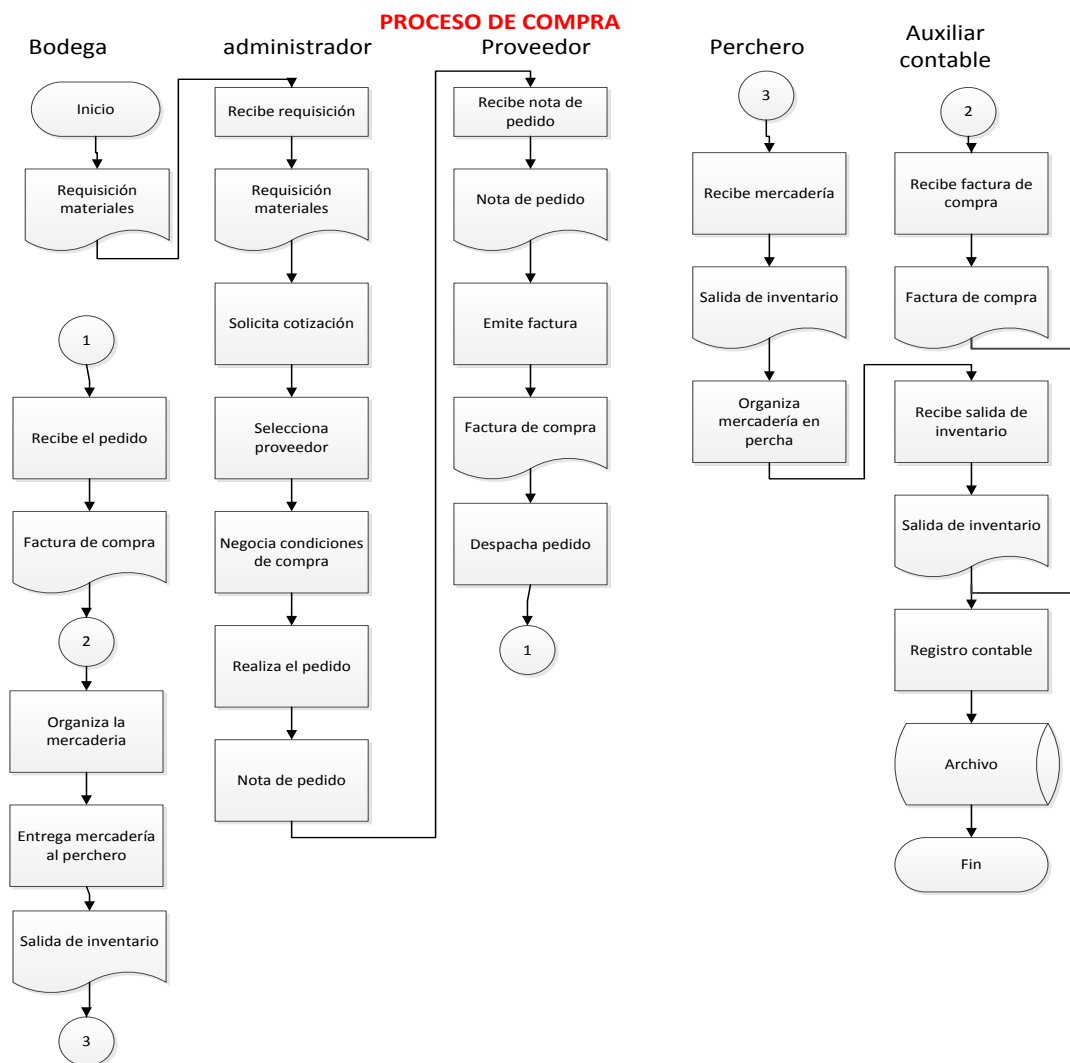 PROCESO DE COMPRA
Bodega
Inicio
Requisición
materiales
1
Recibe el pedido
Factura de compra
2
Organiza la
mercaderia
Entrega mercadería
al perchero
Salida de inventario
3
administrador
Recibe requisición
Requisición
materiales
Solicita cotización
Selecciona
proveedor
Negocia condiciones
de compra
Realiza el pedido
Nota de pedido
Proveedor
Recibe nota de
pedido
Nota de pedido
Emite factura
Factura de compra
Despacha pedido
1
Perchero
3
Recibe mercadería
Salida de inventario
Organiza
mercadería en
percha
Auxiliar
contable
2
Recibe factura de
compra
Factura de compra
Recibe salida de
inventario
Salida de inventario
Registro contable
Archivo
Fin